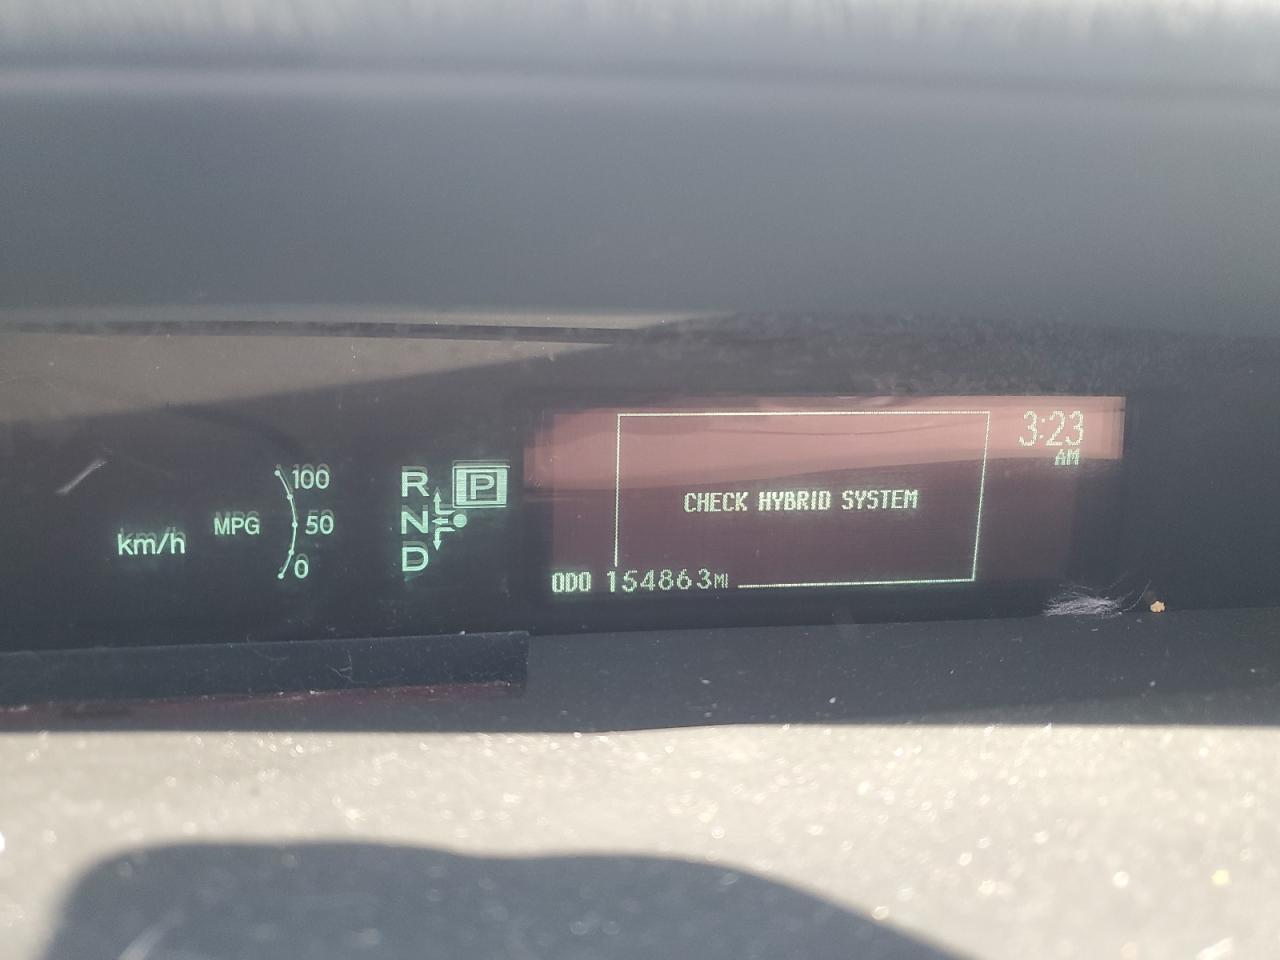 km/h
MPG
100
50
0
R
N
D
P
CHECK HYBRID SYSTEM
3:23
AM
ODO 154863MI